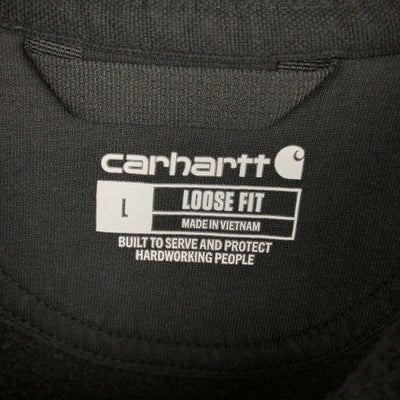 carhartt
L LOOSE FIT
MADE IN VIETNAM
BUILT TO SERVE AND PROTECT
HARDWORKING PEOPLE